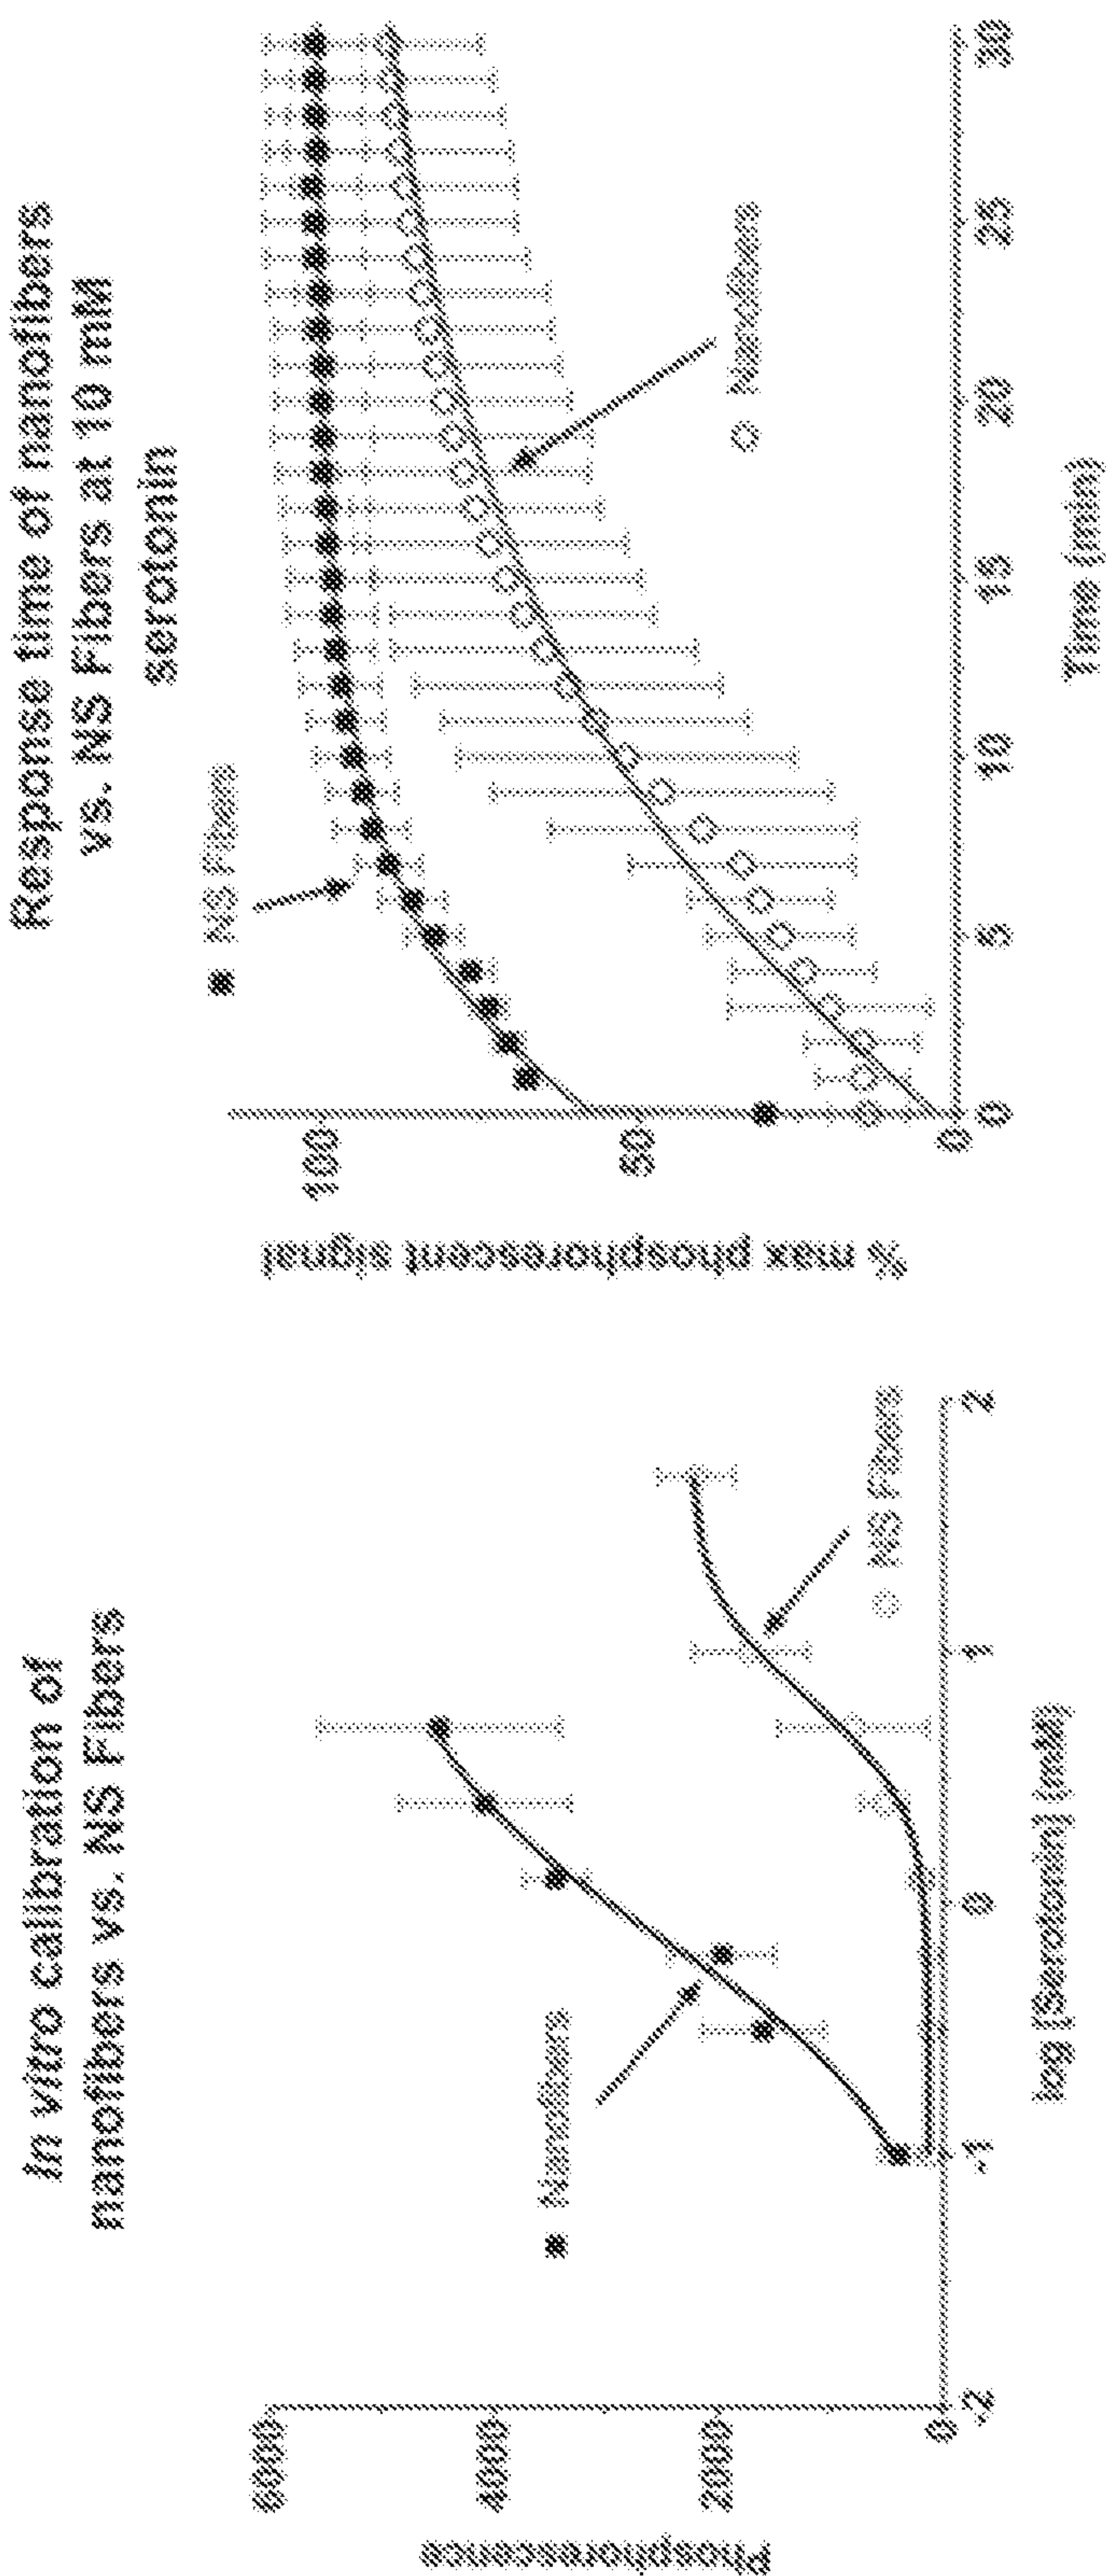 In vitro calibration of
nanofibers vs. NS Fibers
Phosphorescence
6000
4000
2000
0
-2
-1
0
1
2
log [Serotonin] (mM)
Nanofibers
NS Fibers
Response time of nanofibers
vs. NS Fibers at 10 mM
serotonin
% max phosphorescent signal
100
50
0
0
5
10
15
20
25
30
Time (min)
NS Fibers
Nanofibers